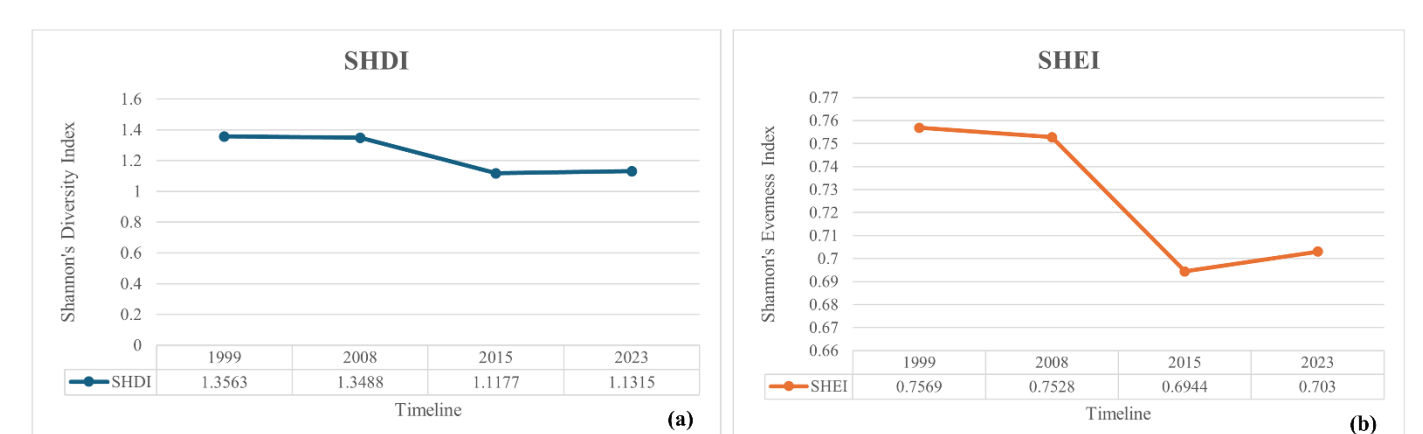 SHDI
Shannon's Diversity Index
1.6
1.4
1.2
1
0.8
0.6
0.4
0.2
0
1999 2008 2015 2023
SHDI 1.3563 1.3488 1.1177 1.1315
Timeline
(a)
SHEI
Shannon's Evenness Index
0.77
0.76
0.75
0.74
0.73
0.72
0.71
0.7
0.69
0.68
0.67
0.66
1999 2008 2015 2023
SHEI 0.7569 0.7528 0.6944 0.703
Timeline
(b)